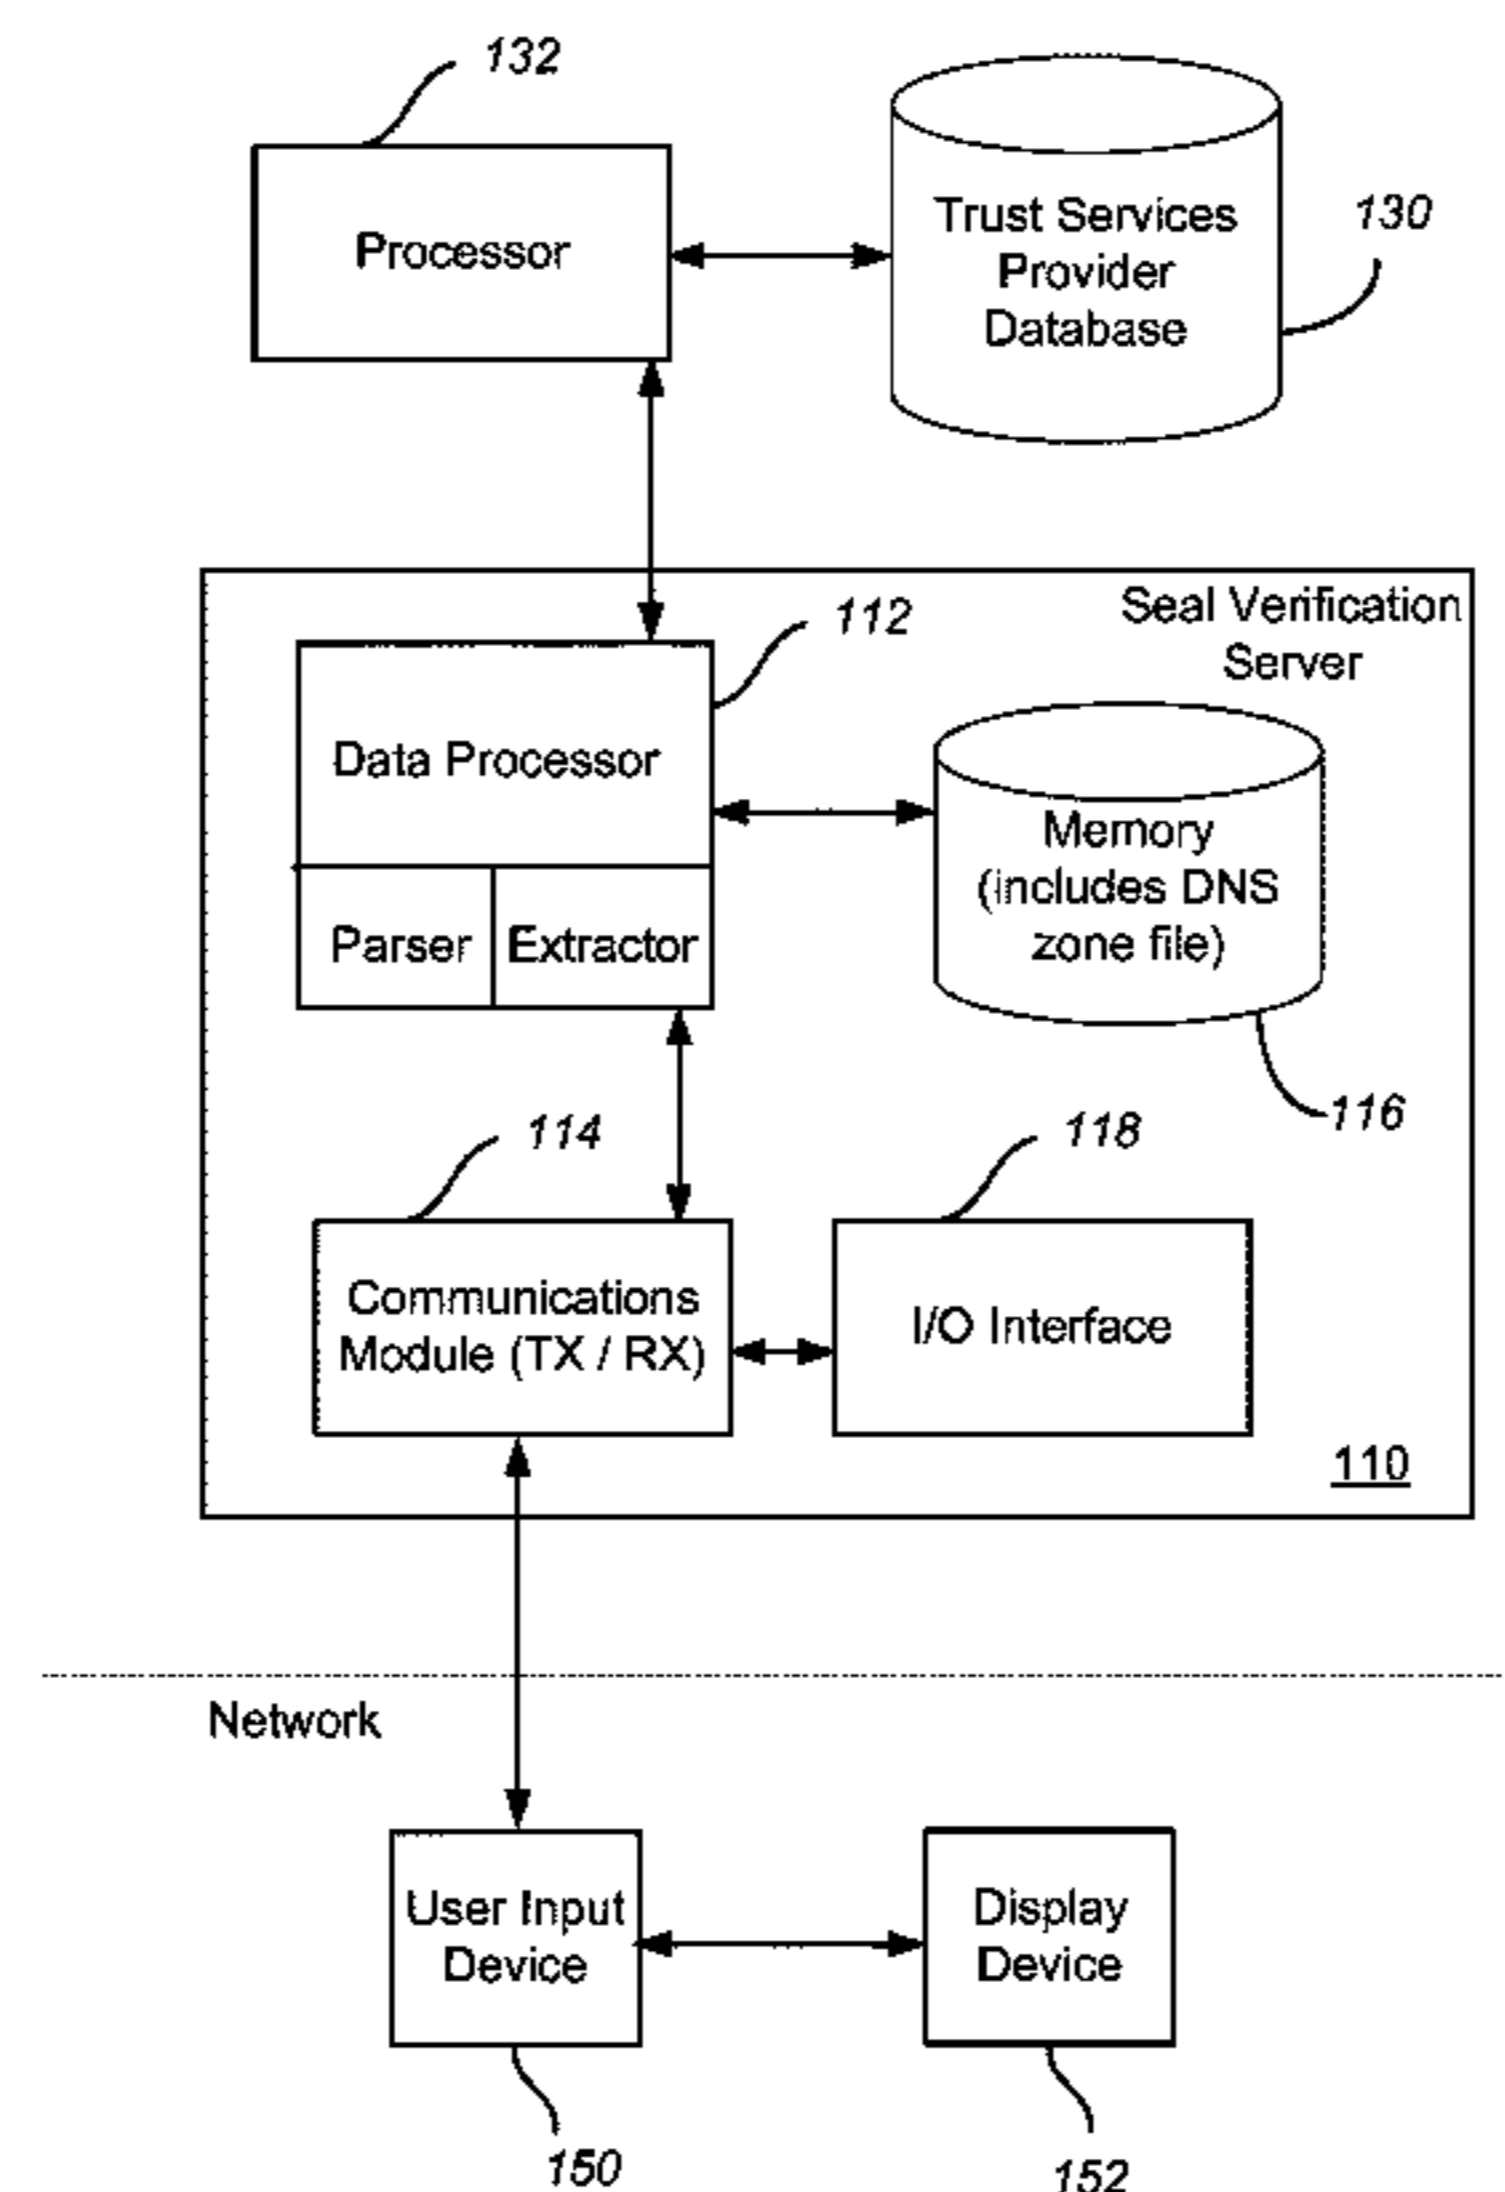 132
Processor
Trust Services
Provider
Database
130
Seal Verification
Server
112
Data Processor
Parser
Extractor
Memory
(includes DNS
zone file)
116
114
118
Communications
Module (TX / RX)
I/O Interface
110
Network
User Input
Device
Display
Device
150
152